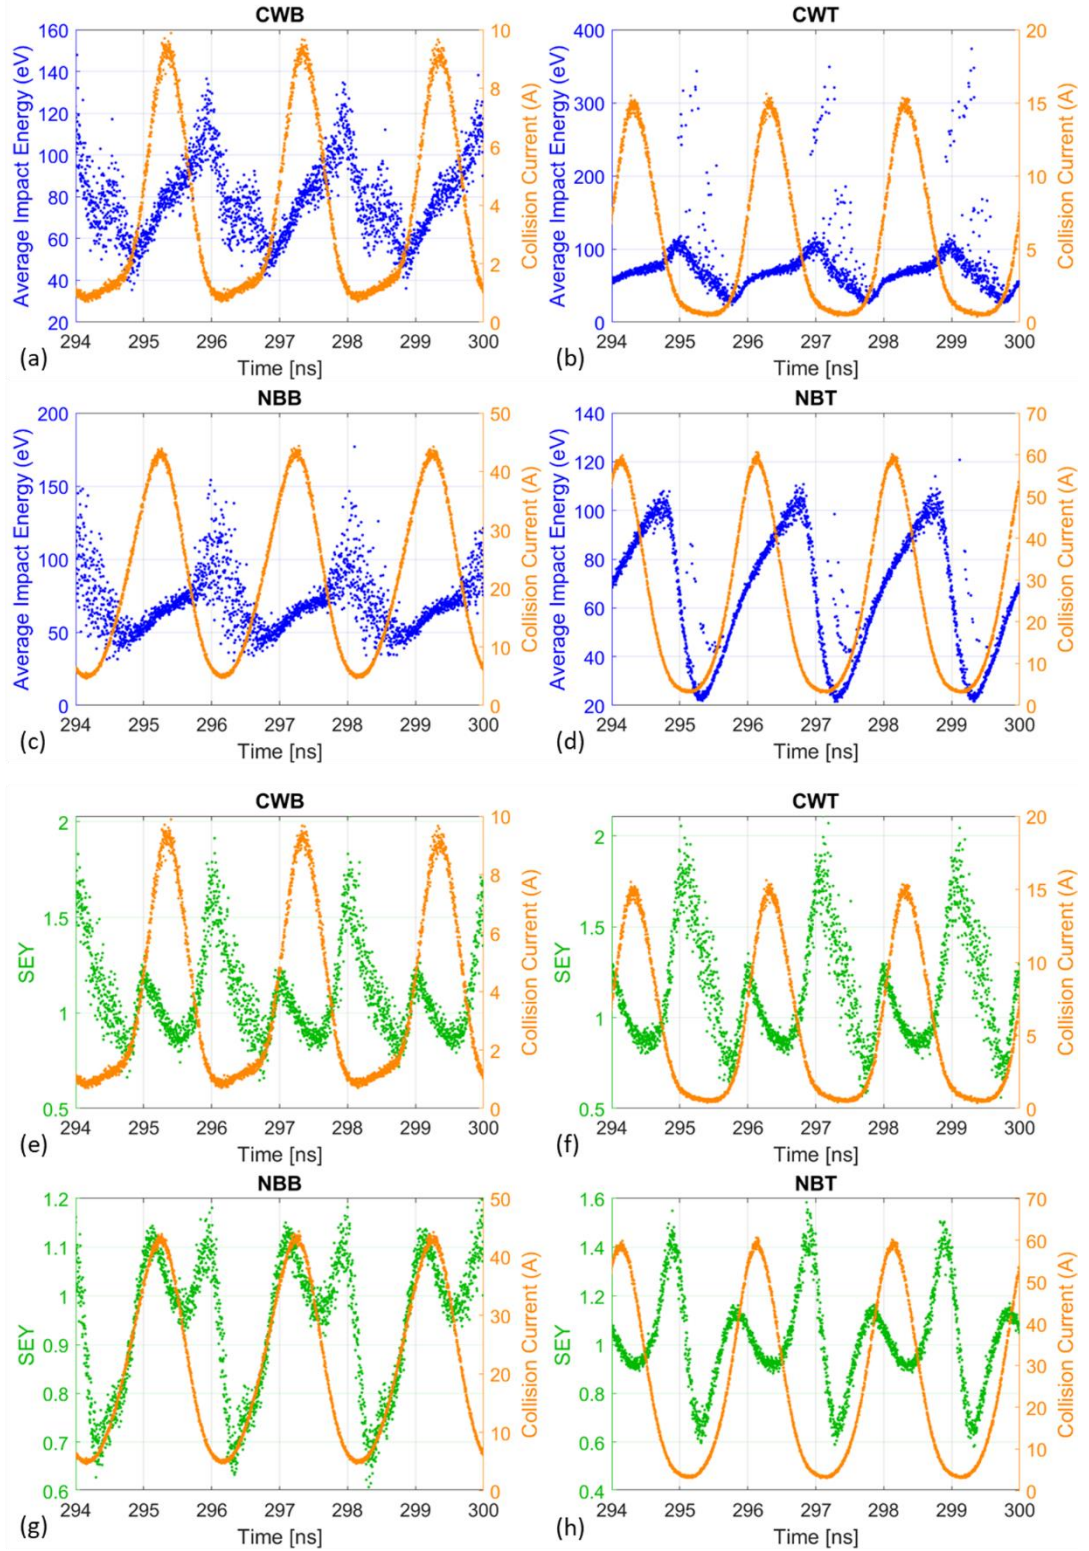 CWB
160
140
120
100
80
60
40
20
Average Impact Energy (eV)
10
8
6
4
2
0
Collision Current (A)
294 295 296 297 298 299 300
(a)
Time [ns]
CWT
400
300
200
100
0
Average Impact Energy (eV)
20
15
10
5
0
Collision Current (A)
294 295 296 297 298 299 300
(b)
Time [ns]
NBB
200
150
100
50
0
Average Impact Energy (eV)
50
40
30
20
10
0
Collision Current (A)
294 295 296 297 298 299 300
(c)
Time [ns]
NBT
140
120
100
80
60
40
20
Average Impact Energy (eV)
70
60
50
40
30
20
10
0
Collision Current (A)
294 295 296 297 298 299 300
(d)
Time [ns]
CWB
2
1.5
1
0.5
SEY
10
8
6
4
2
0
Collision Current (A)
294 295 296 297 298 299 300
(e)
Time [ns]
CWT
2
1.5
1
0.5
SEY
20
15
10
5
0
Collision Current (A)
294 295 296 297 298 299 300
(f)
Time [ns]
NBB
1.2
1.1
1
0.9
0.8
0.7
0.6
SEY
50
40
30
20
10
0
Collision Current (A)
294 295 296 297 298 299 300
(g)
Time [ns]
NBT
1.6
1.4
1.2
1
0.8
0.6
0.4
SEY
70
60
50
40
30
20
10
0
Collision Current (A)
294 295 296 297 298 299 300
(h)
Time [ns]